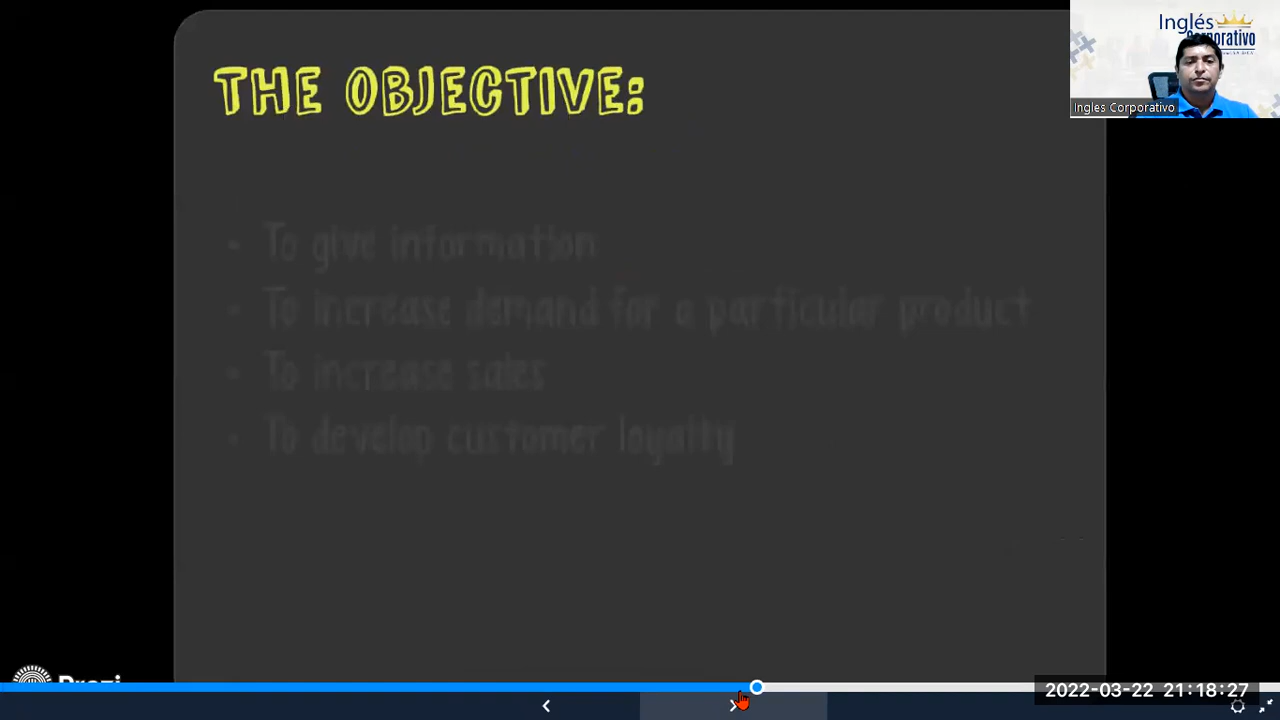 THE OBJECTIVE:
• To give information
• To increase demand for a particular product
• To increase sales
• To develop customer loyalty
Inglés
Corporativo
Ingles Corporativo
Prezi
2022-03-22 21:18:27